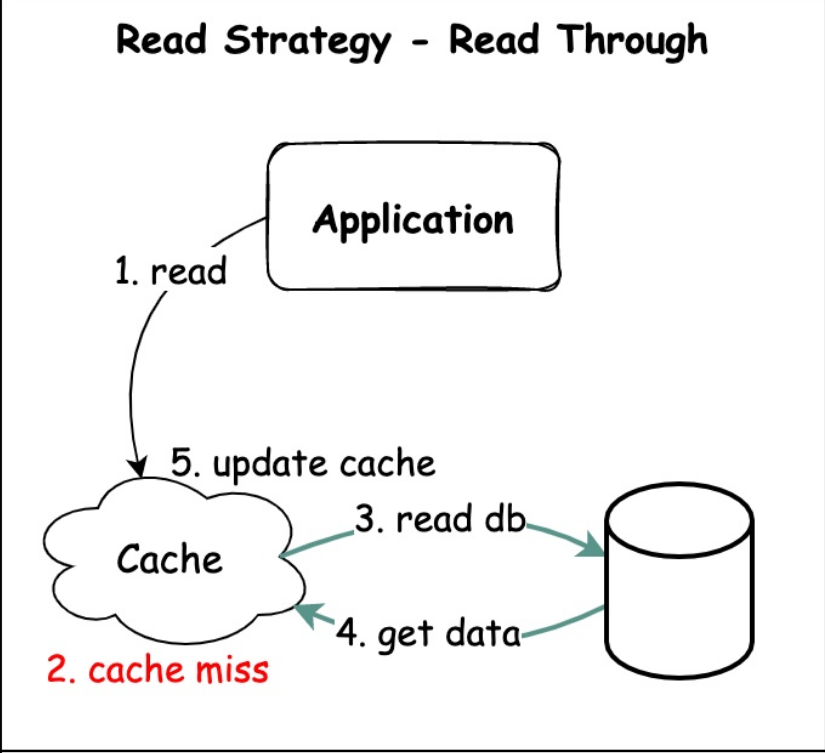 Read Strategy - Read Through
Application
1. read
5. update cache
3. read db
Cache
4. get data
2. cache miss